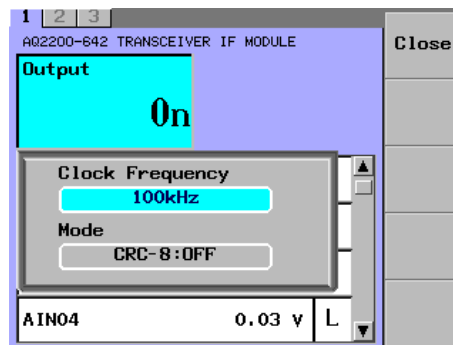 1 2 3
AQ2200-642 TRANSCEIVER IF MODULE
Close
Output
On
Clock Frequency
100kHz
Mode
CRC-8:OFF
AIN04 0.03 v L